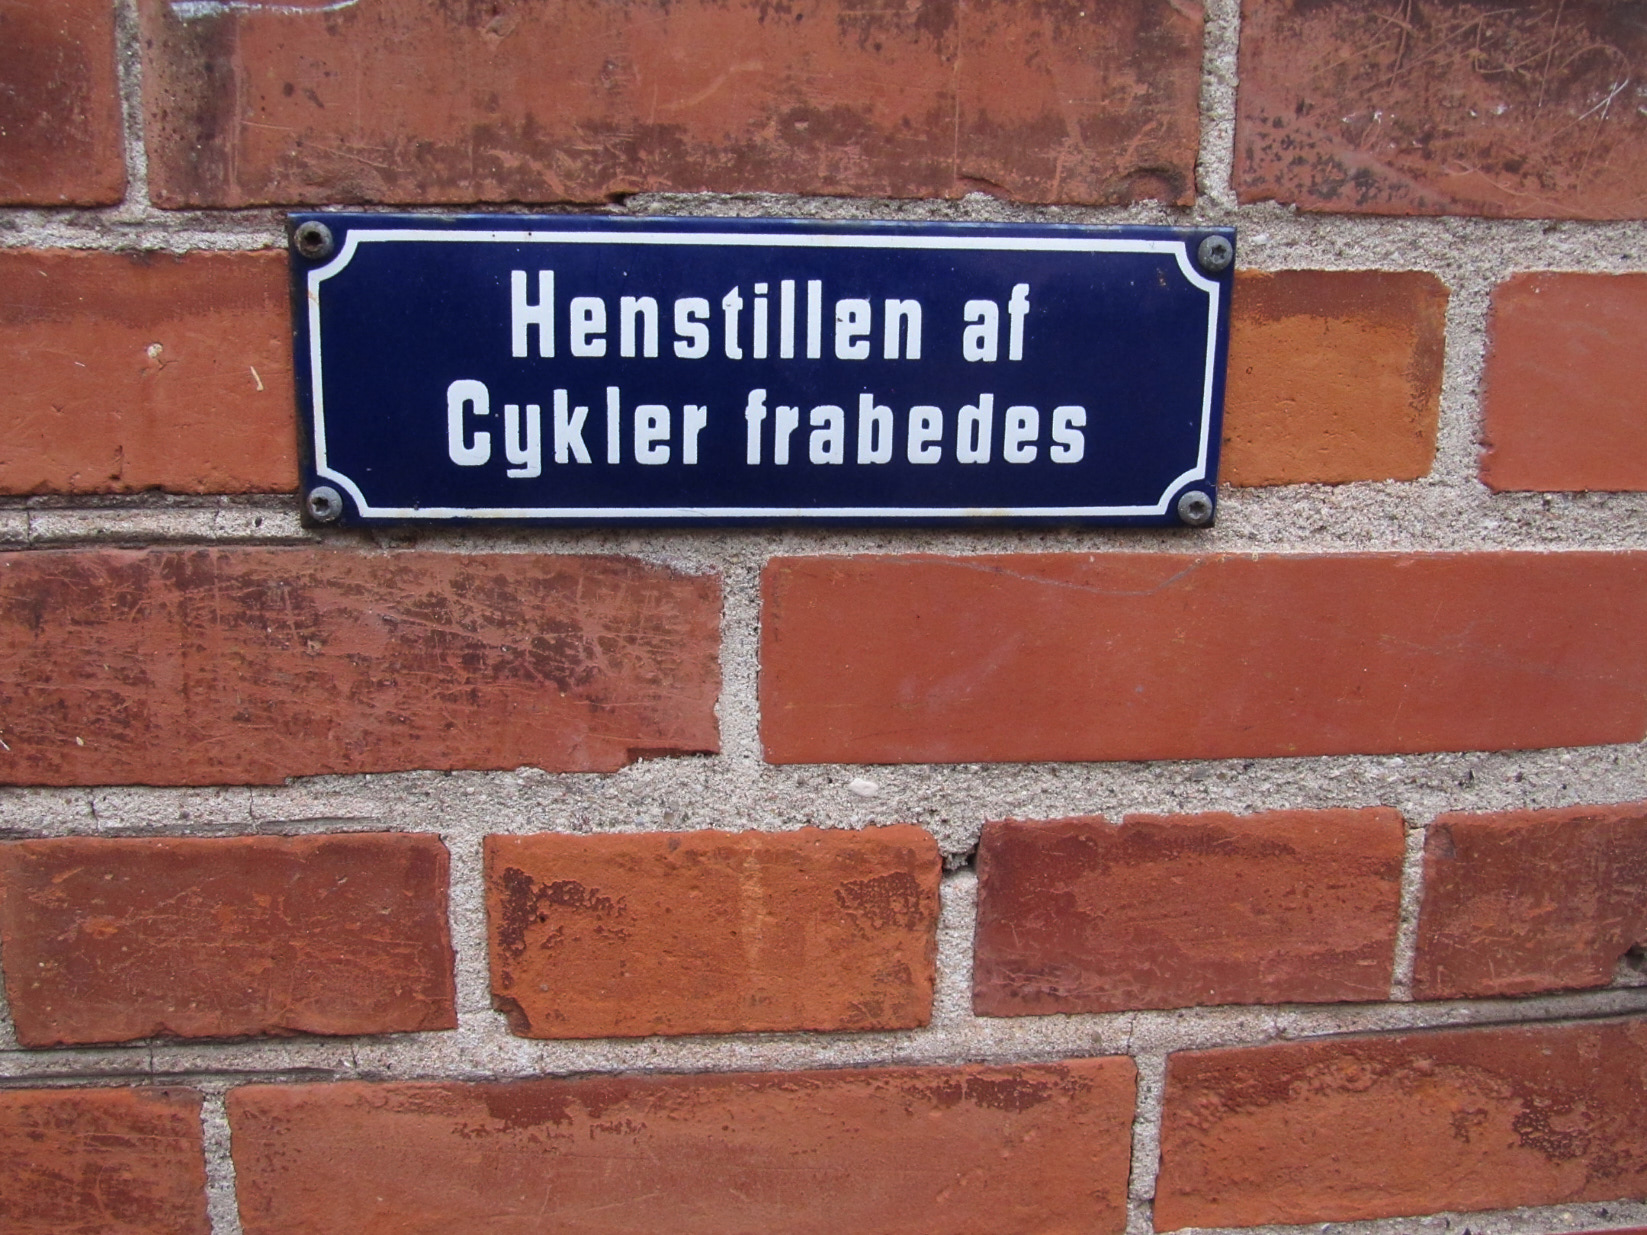 Henstillen af
Cykler frabedes